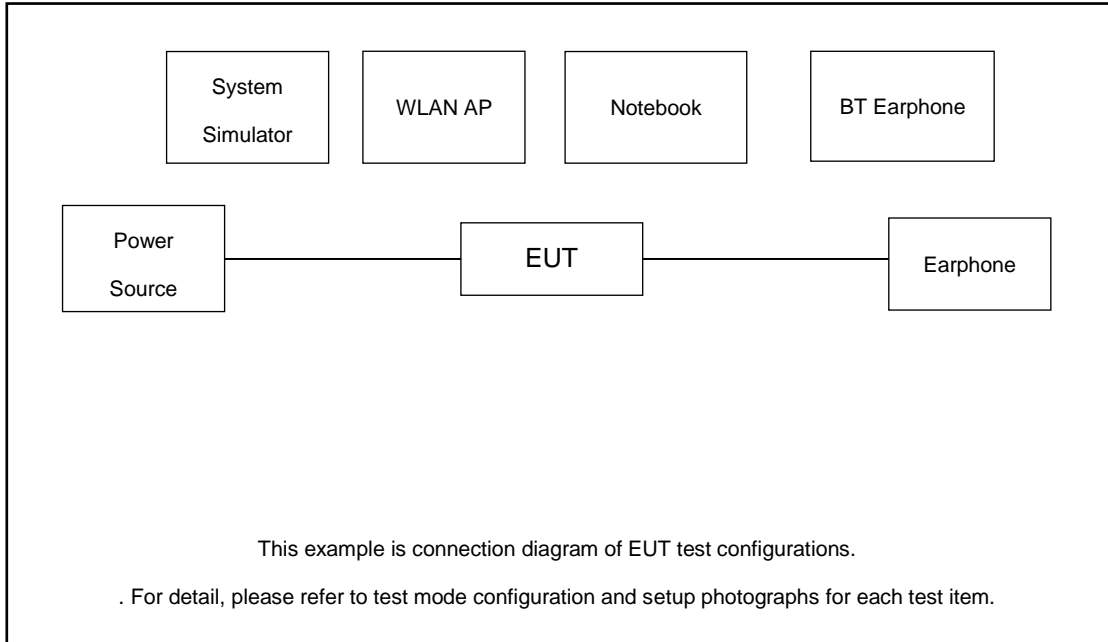 System
Simulator
WLAN AP
Notebook
BT Earphone
Power
Source
EUT
Earphone
This example is connection diagram of EUT test configurations.
. For detail, please refer to test mode configuration and setup photographs for each test item.